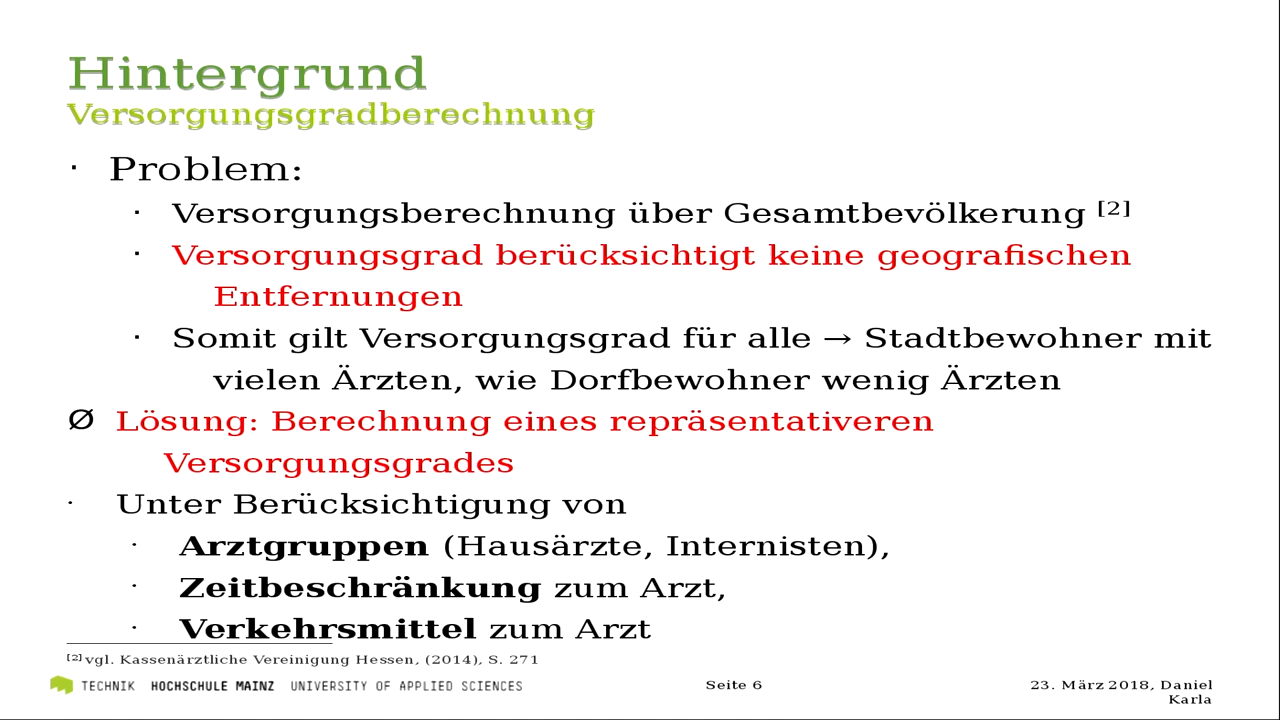 Hintergrund
Versorgungsgradberechnung
· Problem:
· Versorgungsberechnung über Gesamtbevölkerung [2]
· Versorgungsgrad berücksichtigt keine geografischen
Entfernungen
· Somit gilt Versorgungsgrad für alle → Stadtbewohner mit
vielen Ärzten, wie Dorfbewohner wenig Ärzten
Ø Lösung: Berechnung eines repräsentativeren
Versorgungsgrades
· Unter Berücksichtigung von
· Arztgruppen (Hausärzte, Internisten),
· Zeitbeschränkung zum Arzt,
· Verkehrsmittel zum Arzt
[2] vgl. Kassenärztliche Vereinigung Hessen, (2014), S. 271
TECHNIK HOCHSCHULE MAINZ UNIVERSITY OF APPLIED SCIENCES
Seite 6
23. März 2018, Daniel
Karla